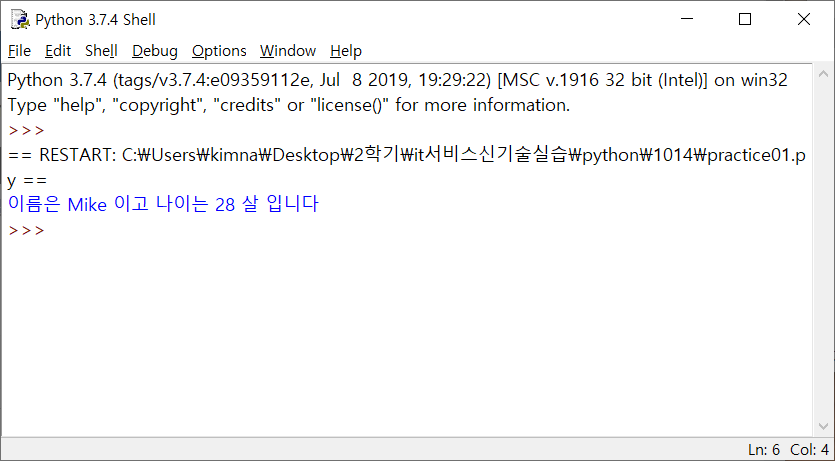 Python 3.7.4 Shell
File Edit Shell Debug Options Window Help
Python 3.7.4 (tags/v3.7.4:e09359112e, Jul  8 2019, 19:29:22) [MSC v.1916 32 bit (Intel)] on win32
Type "help", "copyright", "credits" or "license()" for more information.
>>>
== RESTART: C:₩Users₩kimna₩Desktop₩2학기₩it서비스신기술실습₩python₩1014₩practice01.p
y ==
이름은 Mike 이고 나이는 28 살 입니다
>>>
Ln: 6 Col: 4